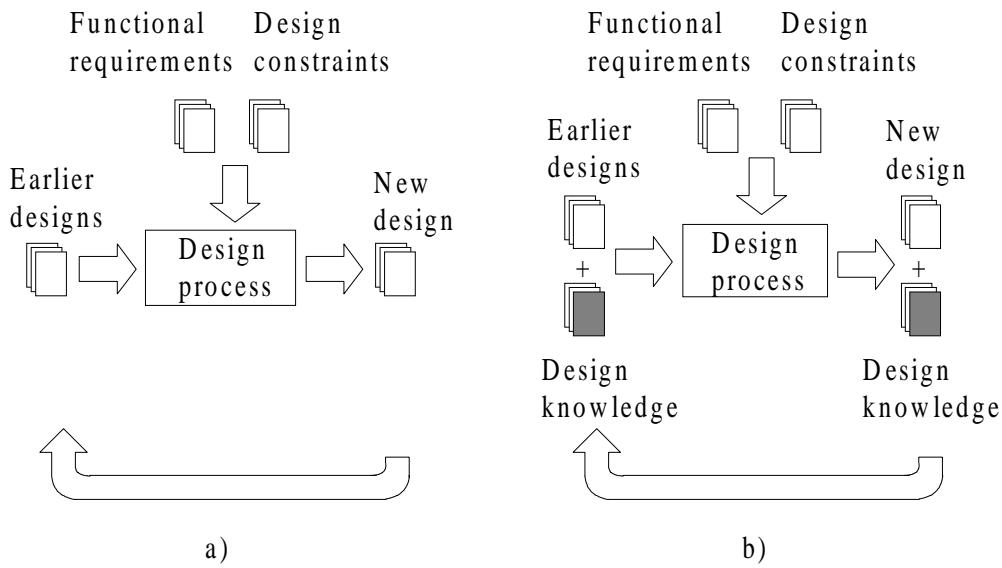 Functional
requirements
Design
constraints
Earlier
designs
New
design
Design
process
a)
Functional
requirements
Design
constraints
Earlier
designs
+
Design
knowledge
Design
process
New
design
+
Design
knowledge
b)